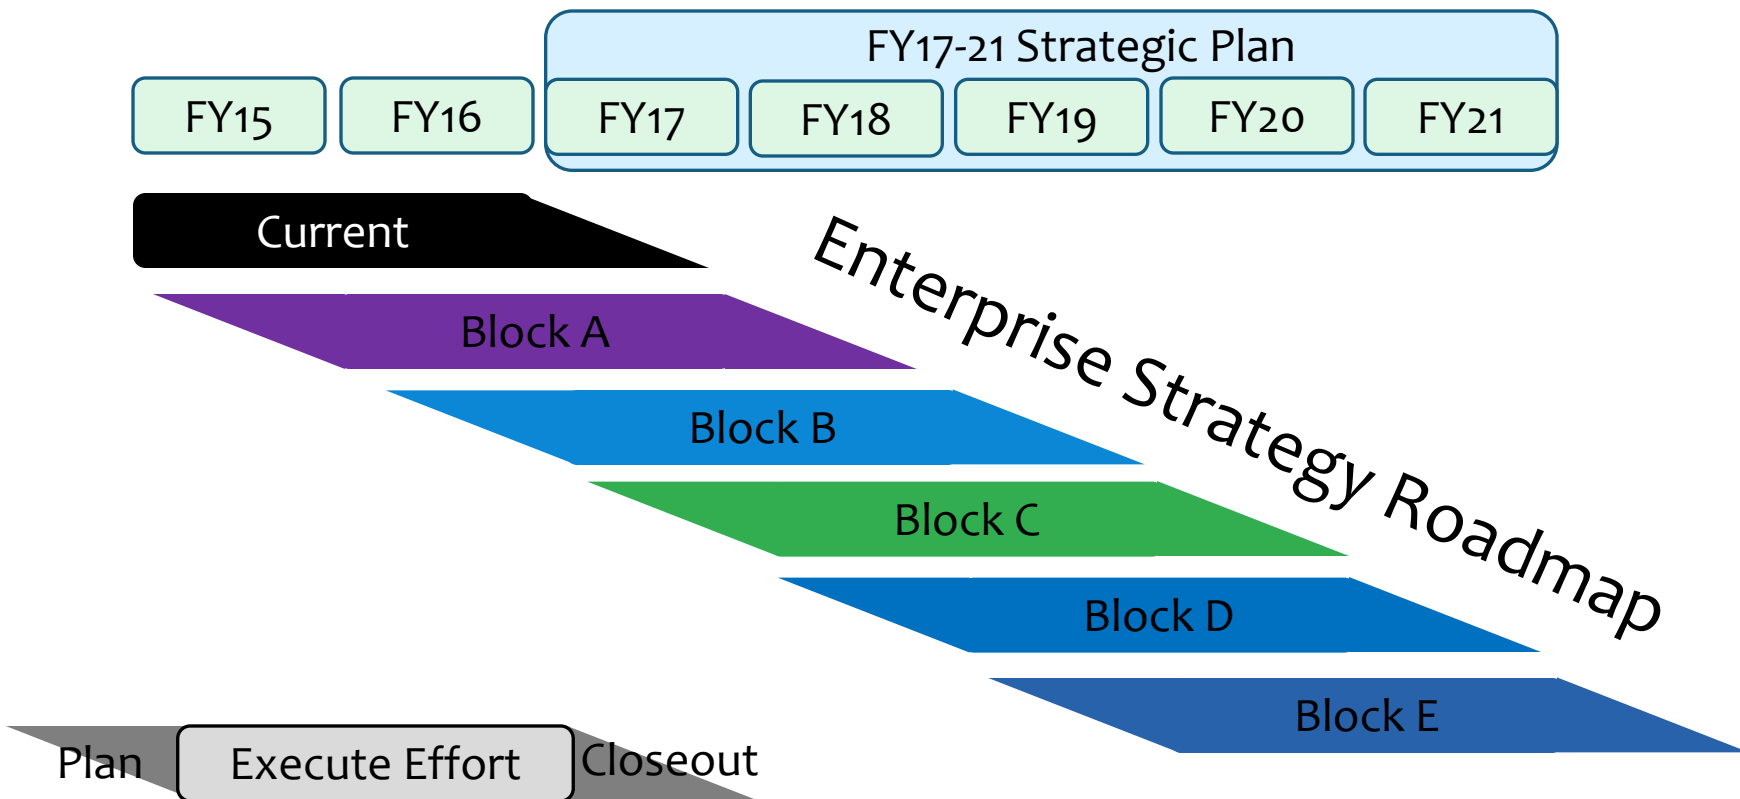 FY17-21 Strategic Plan
FY15
FY16
FY17
FY18
FY19
FY20
FY21
Current
Enterprise Strategy Roadmap
Block A
Block B
Block C
Block D
Block E
Plan
Execute Effort
Closeout